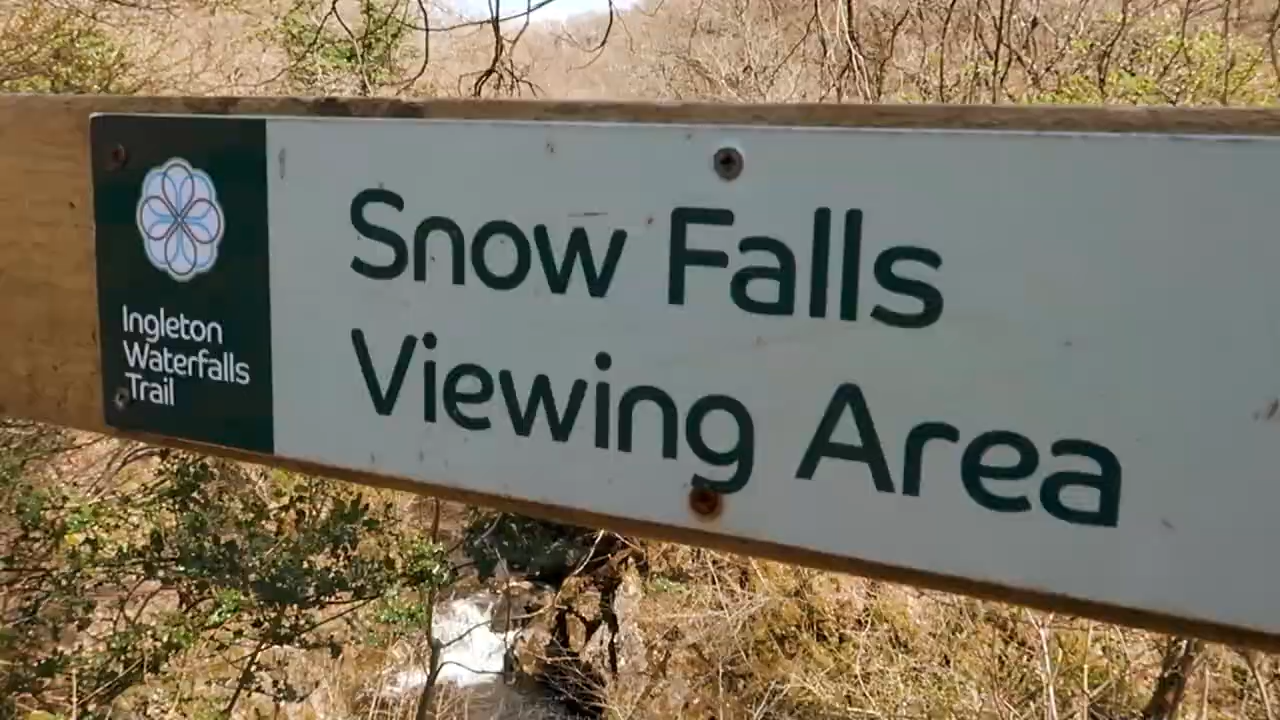 Ingleton
Waterfalls
Trail
Snow Falls
Viewing Area